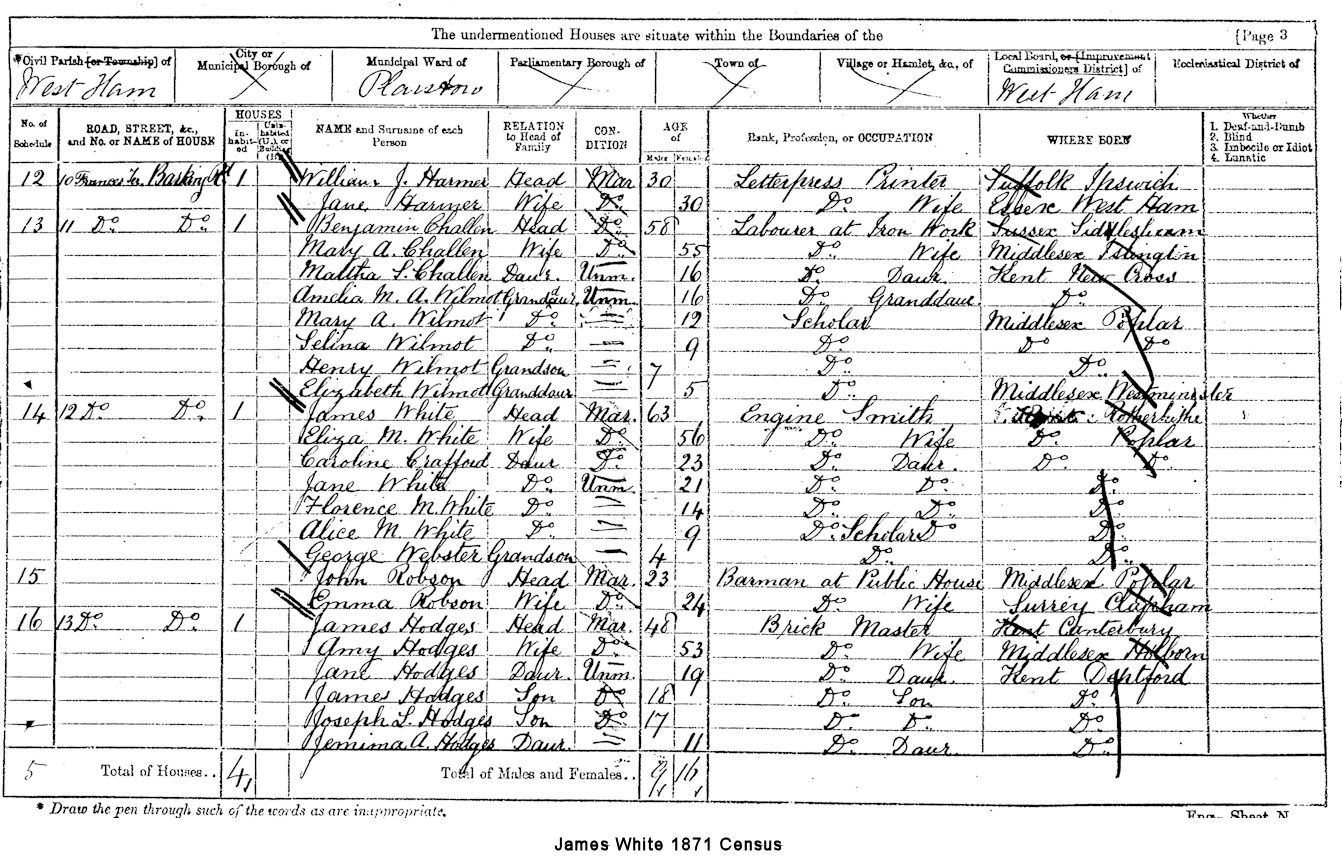 The undermentioned Houses are situate within the Boundaries of the [Page 3
*Civil Parish [or Township] of City or Municipal Borough of Municipal Ward of Parliamentary Borough of Town of Village or Hamlet, &c., of Local Board, or [Improvement Commissioners District] of Ecclesiastical District of
West Ham Plaistow West Ham
No. of Schedule ROAD, STREET, &c., and No. or NAME of HOUSE HOUSES In-habit-ed Unin-habited (U.) or Building (B.) NAME and Surname of each Person RELATION to Head of Family CON-DITION AGE of Males Females Rank, Profession, or OCCUPATION WHERE BORN Whether 1. Deaf-and-Dumb 2. Blind 3. Imbecile or Idiot 4. Lunatic
12 10 Frances Barking Rd 1 William J. Harmer Head Mar 30 Letterpress Printer Suffolk Ipswich
Jane Harmer Wife Do 30 Do Wife Essex West Ham
13 11 Do Do 1 Benjamin Challen Head Do 58 Labourer at Iron Work Sussex Sidlesham
Mary A. Challen Wife Do 55 Do Wife Middlesex Islington
Maltha S. Challen Daur. Unm. 16 Do Daur. Kent New Cross
Amelia M. A. Wilmot Grandaur. Unm. 16 Do Granddaur. Do
Mary A. Wilmot Do 12 Scholar Middlesex Poplar
Selina Wilmot Do 9 Do Do Do
Henry Wilmot Grandson 7 Do Do
Elizabeth Wilmot Granddaur 5 Do Middlesex Westminster
14 12 Do Do 1 James White Head Mar. 63 Engine Smith Rotherhithe
Eliza M. White Wife Do 56 Do Wife Do Poplar
Caroline Crafford Daur Do 23 Do Daur. Do Do
Jane White Do Unm. 21 Do Do Do
Florence M. White Do 14 Do Do Do
Alice M. White Do 9 Do Scholar Do Do
George Webster Grandson 4 Do Do
15 John Robson Head Mar. 23 Barman at Public House Middlesex Poplar
Emma Robson Wife Do 24 Do Wife Surrey Clapham
16 13 Do Do 1 James Hodges Head Mar. 48 Brick Master Kent Canterbury
Amy Hodges Wife Do 53 Do Wife Middlesex Holborn
Jane Hodges Daur. Unm. 19 Do Daur. Kent Deptford
James Hodges Son Do 18 Do Son Do
Joseph L. Hodges Son Do 17 Do Do Do
Jemima A. Hodges Daur. 11 Do Daur. Do
5 Total of Houses.. 4 Total of Males and Females.. 9 16
* Draw the pen through such of the words as are inappropriate.
Eng.—Sheet N.
James White 1871 Census